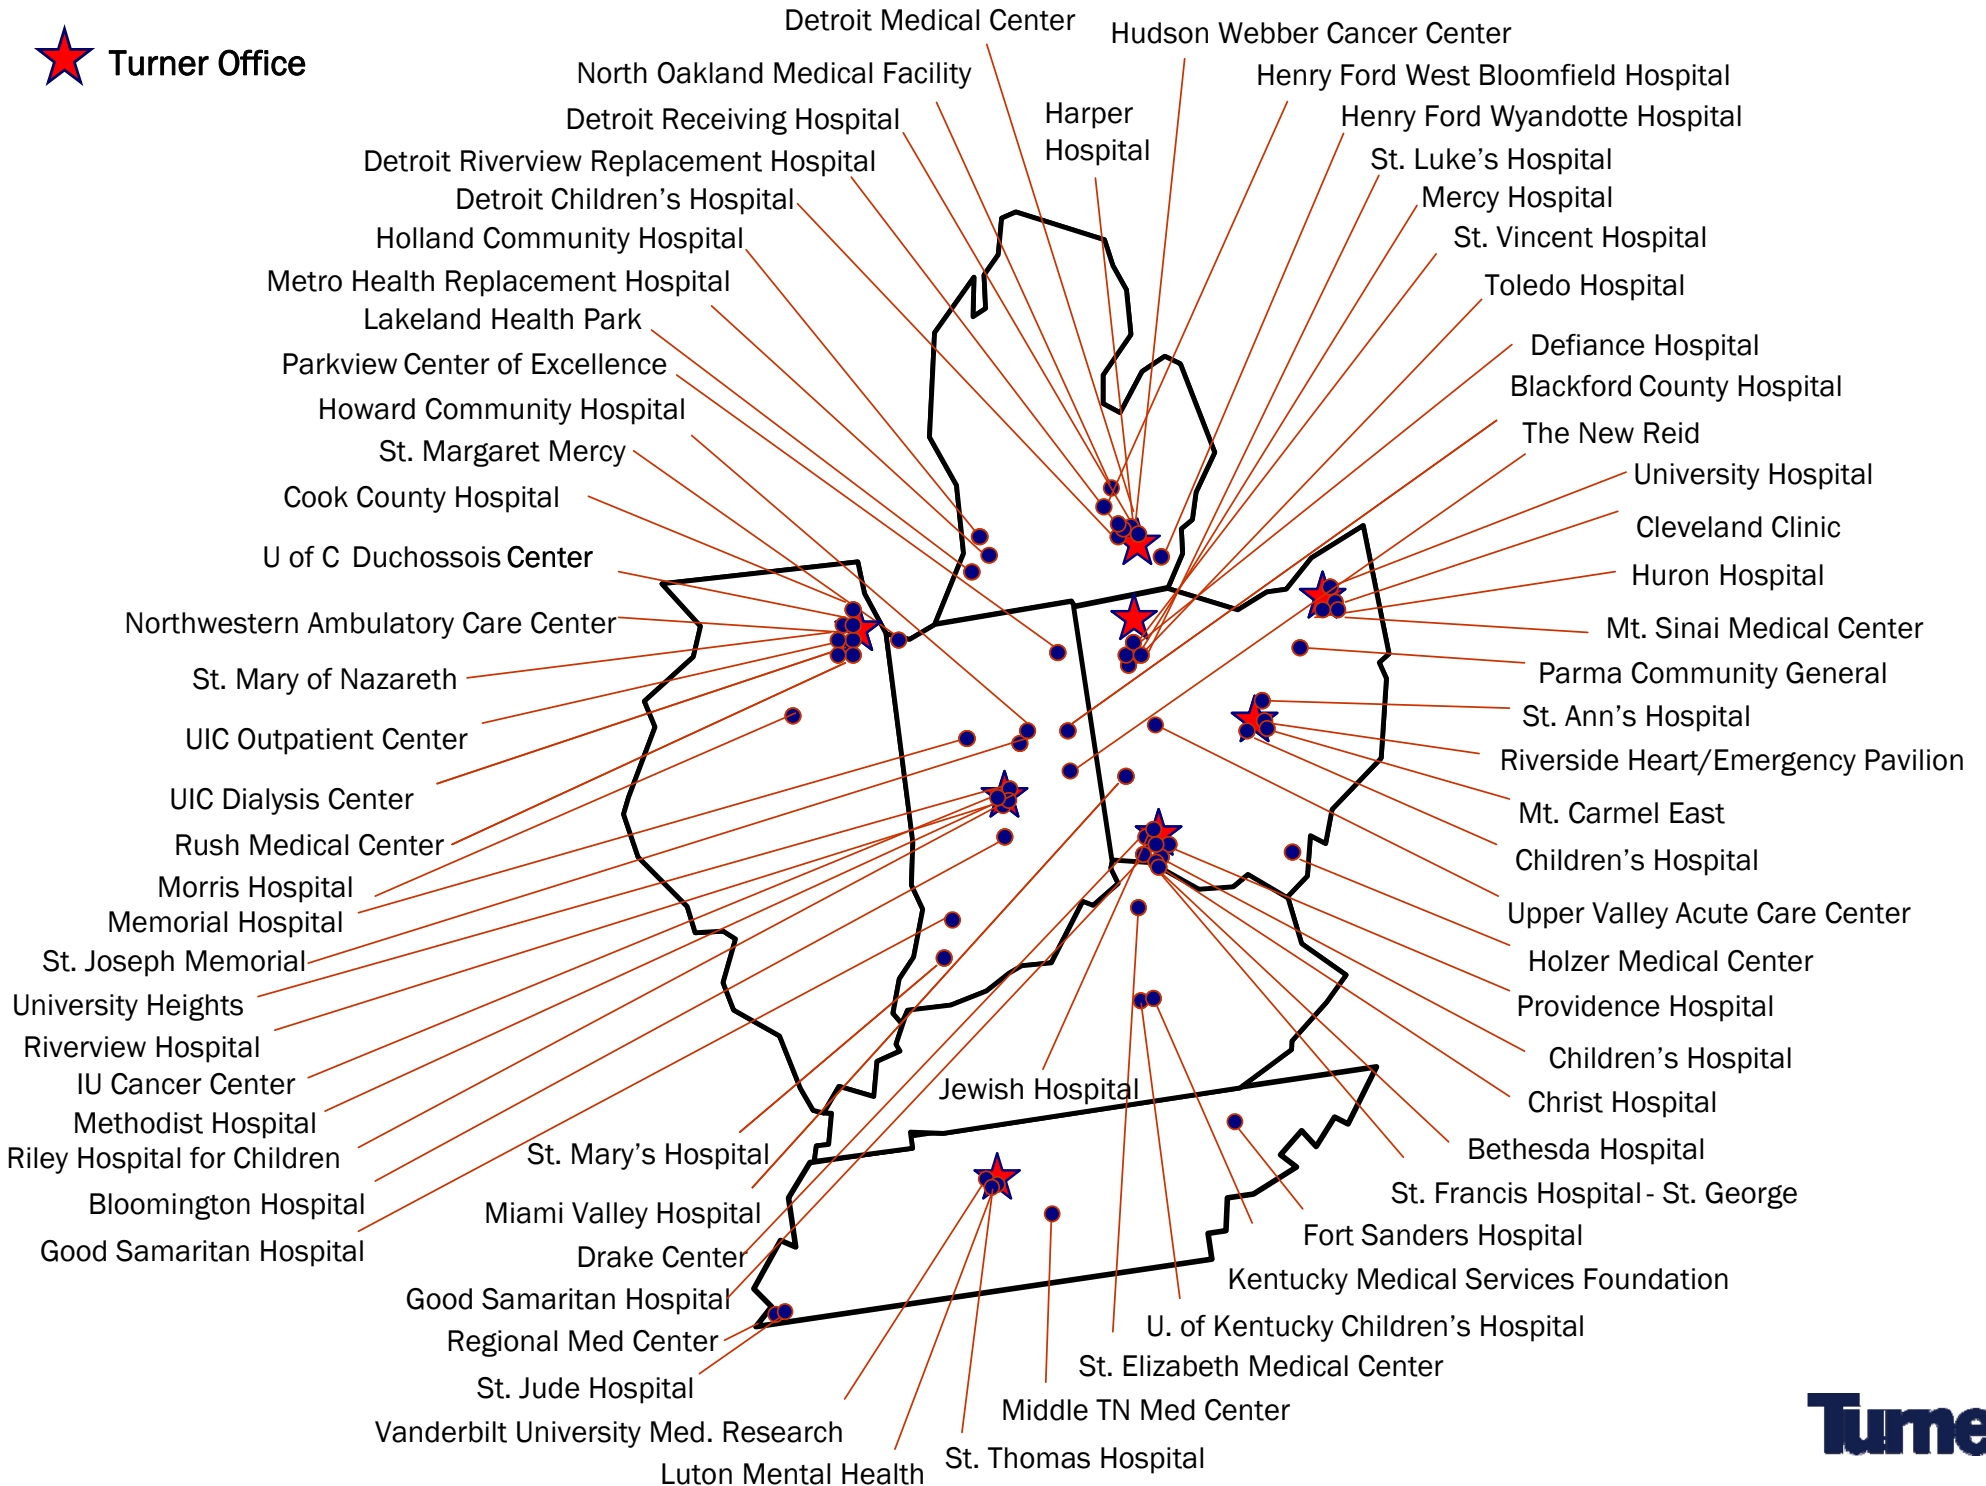 Turner Office
Detroit Medical Center
Hudson Webber Cancer Center
North Oakland Medical Facility
Henry Ford West Bloomfield Hospital
Harper
Hospital
Detroit Receiving Hospital
Henry Ford Wyandotte Hospital
Detroit Riverview Replacement Hospital
St. Luke's Hospital
Detroit Children's Hospital
Mercy Hospital
Holland Community Hospital
St. Vincent Hospital
Metro Health Replacement Hospital
Toledo Hospital
Lakeland Health Park
Defiance Hospital
Parkview Center of Excellence
Blackford County Hospital
Howard Community Hospital
The New Reid
St. Margaret Mercy
University Hospital
Cook County Hospital
Cleveland Clinic
U of C Duchossois Center
Huron Hospital
Northwestern Ambulatory Care Center
Mt. Sinai Medical Center
St. Mary of Nazareth
Parma Community General
UIC Outpatient Center
St. Ann's Hospital
Riverside Heart/Emergency Pavilion
UIC Dialysis Center
Mt. Carmel East
Rush Medical Center
Children's Hospital
Morris Hospital
Memorial Hospital
Upper Valley Acute Care Center
St. Joseph Memorial
Holzer Medical Center
University Heights
Providence Hospital
Riverview Hospital
Children's Hospital
IU Cancer Center
Jewish Hospital
Christ Hospital
Methodist Hospital
Bethesda Hospital
Riley Hospital for Children
St. Mary's Hospital
St. Francis Hospital - St. George
Bloomington Hospital
Miami Valley Hospital
Fort Sanders Hospital
Good Samaritan Hospital
Drake Center
Kentucky Medical Services Foundation
Good Samaritan Hospital
U. of Kentucky Children's Hospital
Regional Med Center
St. Elizabeth Medical Center
St. Jude Hospital
Middle TN Med Center
Vanderbilt University Med. Research
St. Thomas Hospital
Luton Mental Health
Turne